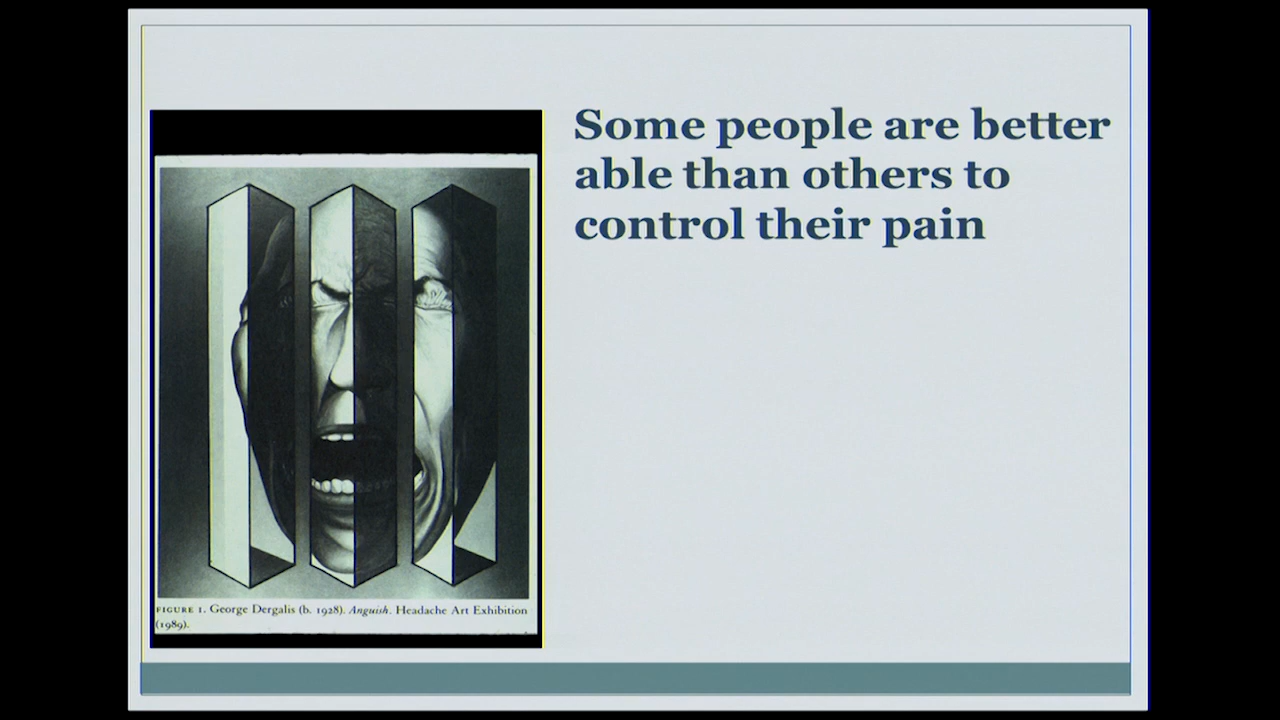 Some people are better
able than others to
control their pain
FIGURE 1. George Dergalis (b. 1928). Anguish. Headache Art Exhibition
(1989).